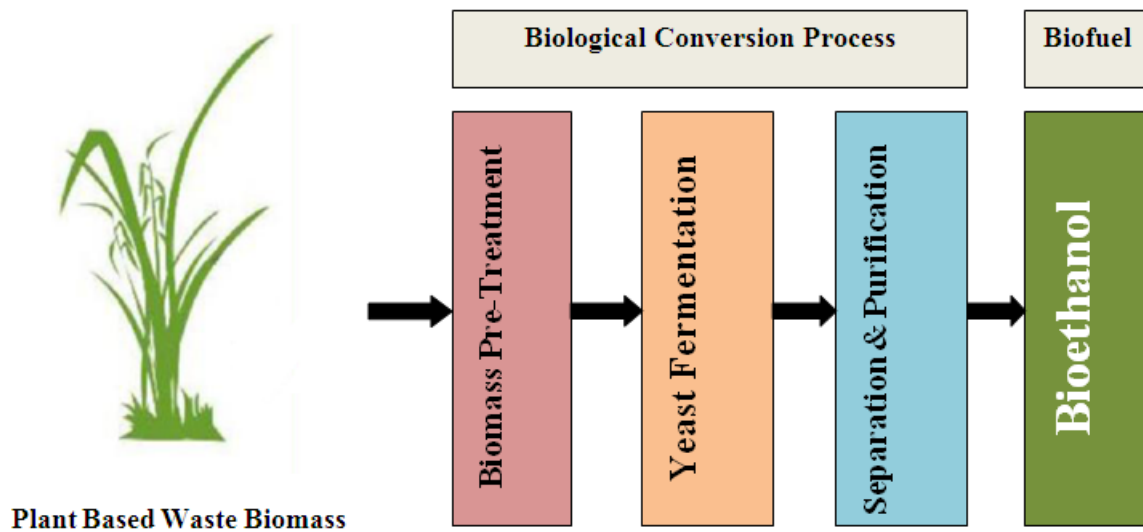 Biological Conversion Process
Biofuel
Biomass Pre-Treatment
Yeast Fermentation
Separation & Purification
Bioethanol
Plant Based Waste Biomass